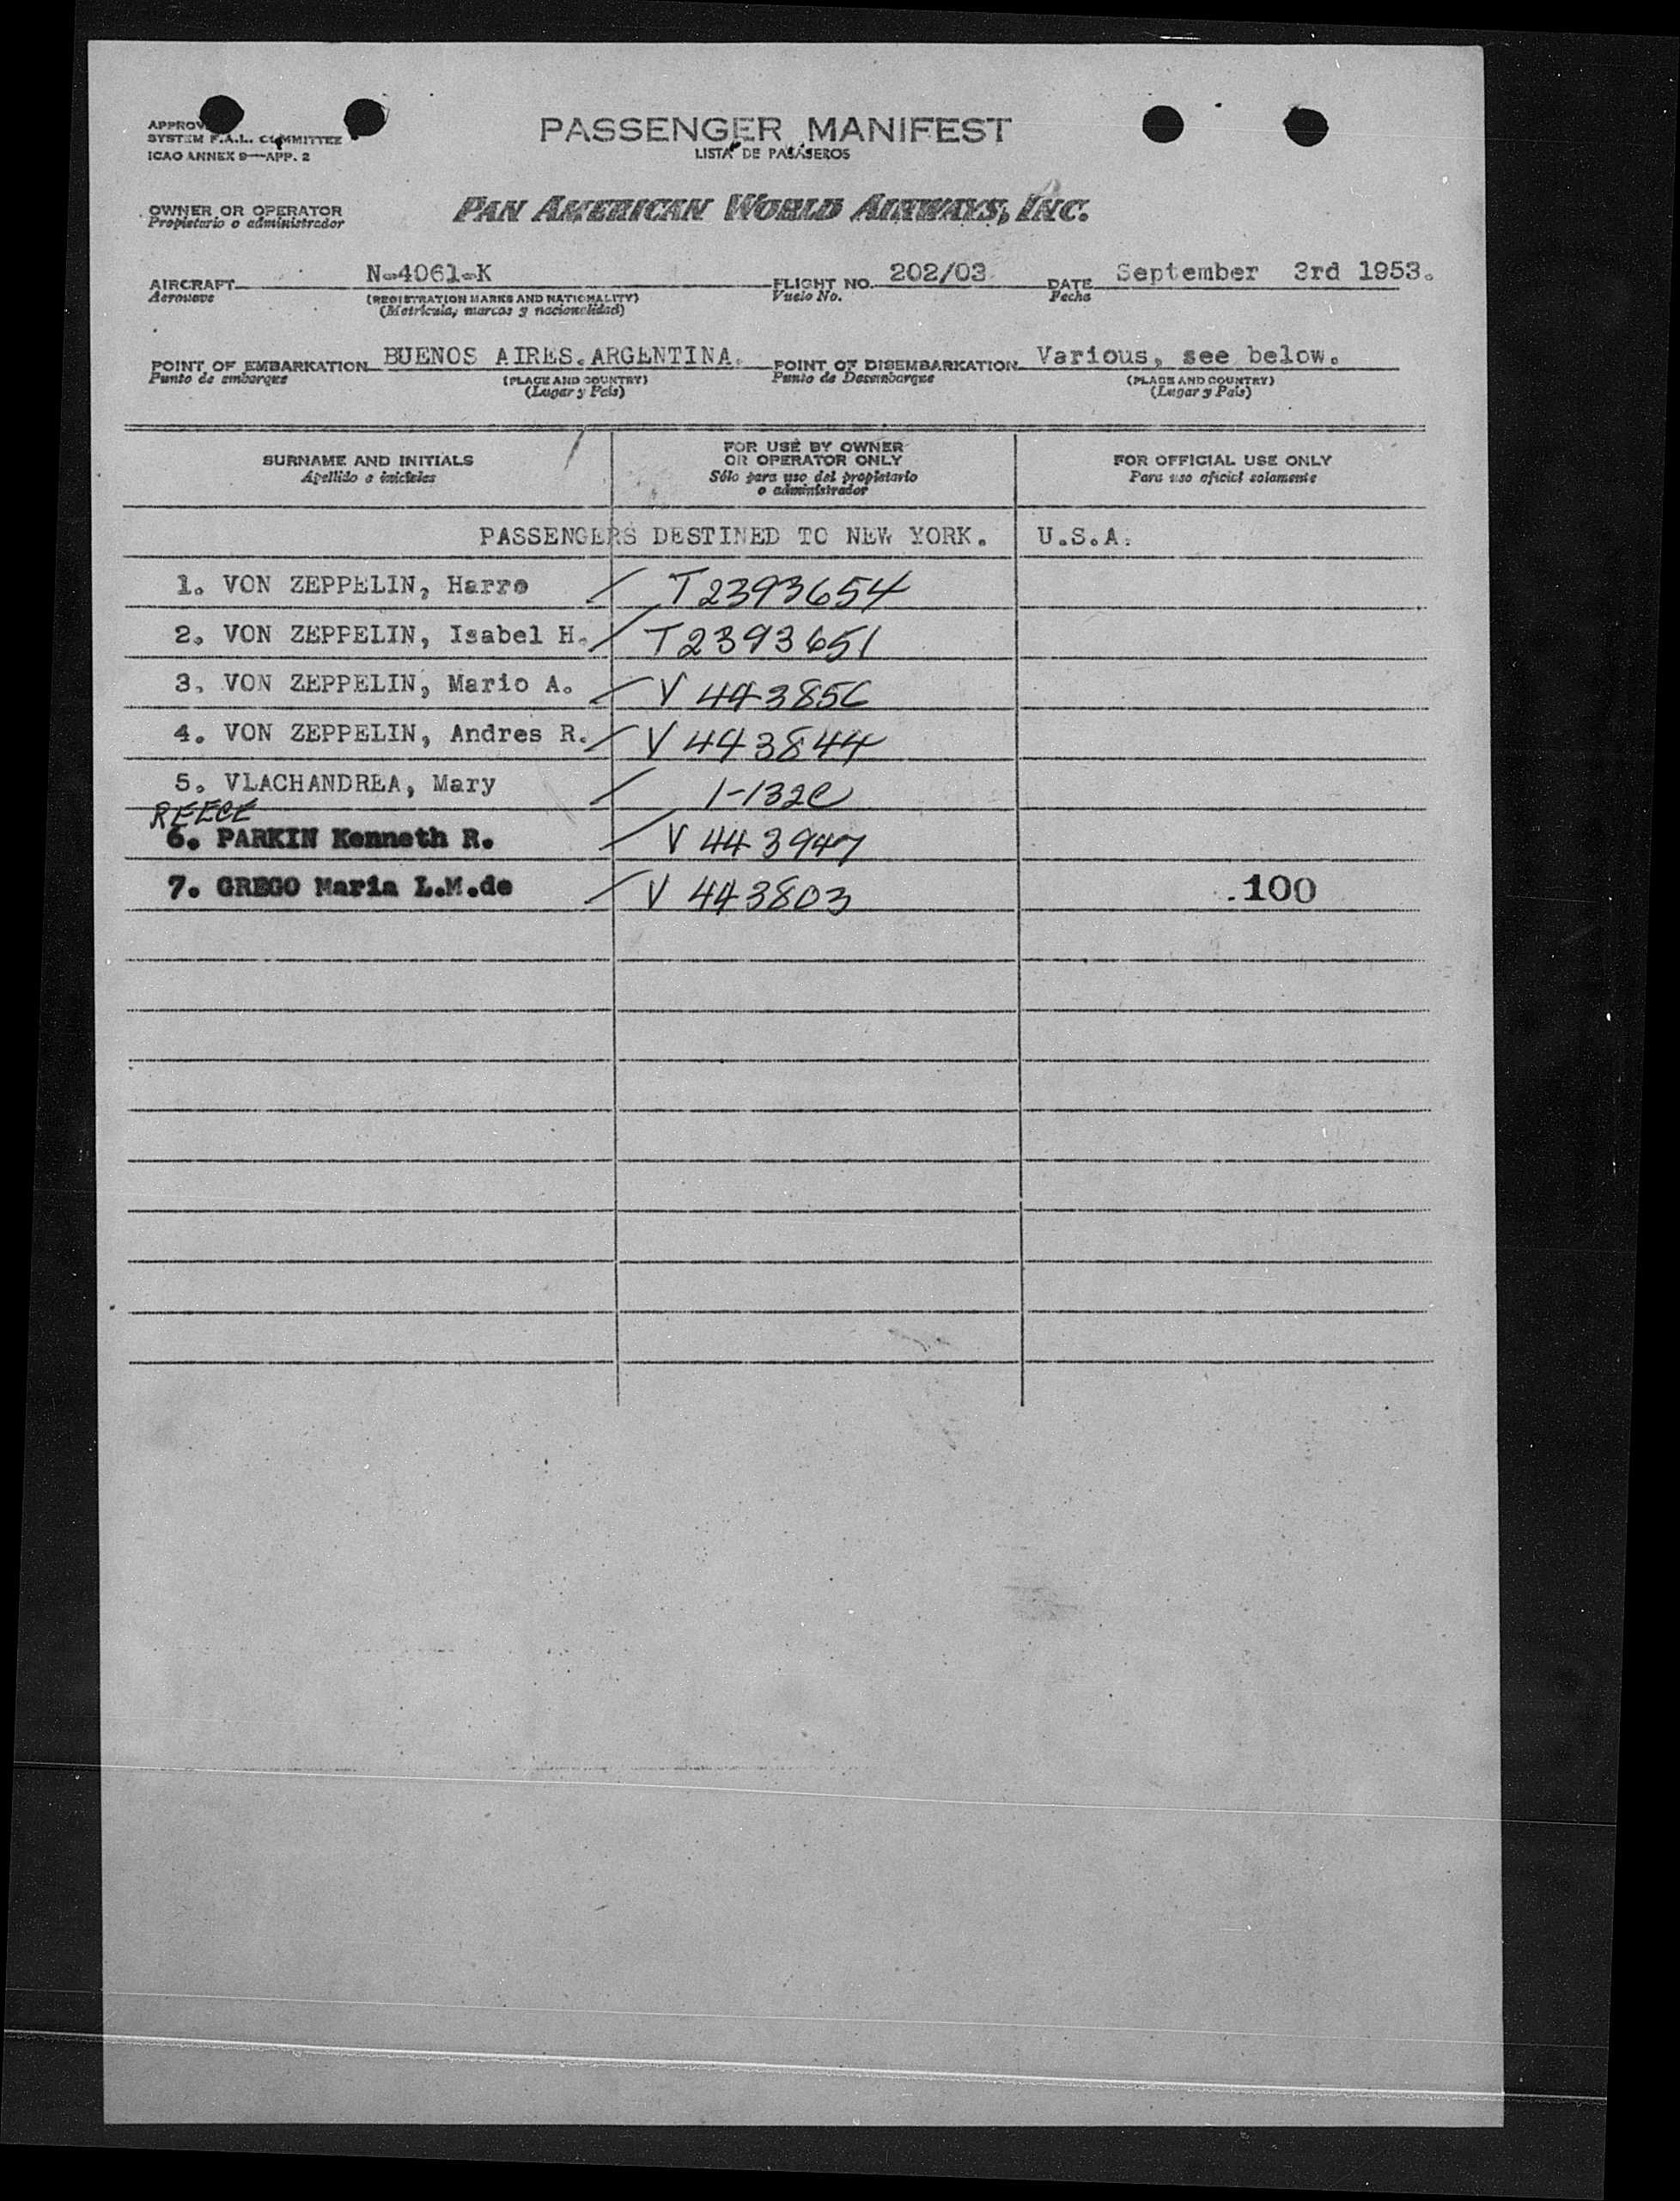 SYSTEM F.A.L. COMMITTEE
ICAO ANNEX 9—APP. 2
PASSENGER MANIFEST
LISTA DE PASAJEROS
OWNER OR OPERATOR
Propietario o administrador
PAN AMERICAN WORLD AIRWAYS, INC.
AIRCRAFT N-4061-K FLIGHT NO. 202/03 DATE September 3rd 1953.
Aeronave (REGISTRATION MARKS AND NATIONALITY) Vuelo No. Fecha
(Matrícula, marcas y nacionalidad)
POINT OF EMBARKATION BUENOS AIRES.ARGENTINA. POINT OF DISEMBARKATION Various, see below.
Punto de embarque (PLACE AND COUNTRY) Punto de Desembarque (PLACE AND COUNTRY)
(Lugar y País) (Lugar y País)
SURNAME AND INITIALS
Apellido e iniciales
FOR USE BY OWNER
OR OPERATOR ONLY
Sólo para uso del propietario
o administrador
FOR OFFICIAL USE ONLY
Para uso oficial solamente
PASSENGERS DESTINED TO NEW YORK. U.S.A.
1. VON ZEPPELIN, Harro T2393654
2. VON ZEPPELIN, Isabel H. T2393651
3. VON ZEPPELIN, Mario A. V 443856
4. VON ZEPPELIN, Andres R. V 443844
5. VLACHANDREA, Mary 1-132C
REECE
6. PARKIN Kenneth R. V 443947
7. GREGO Maria L.M.de V 443803 .100